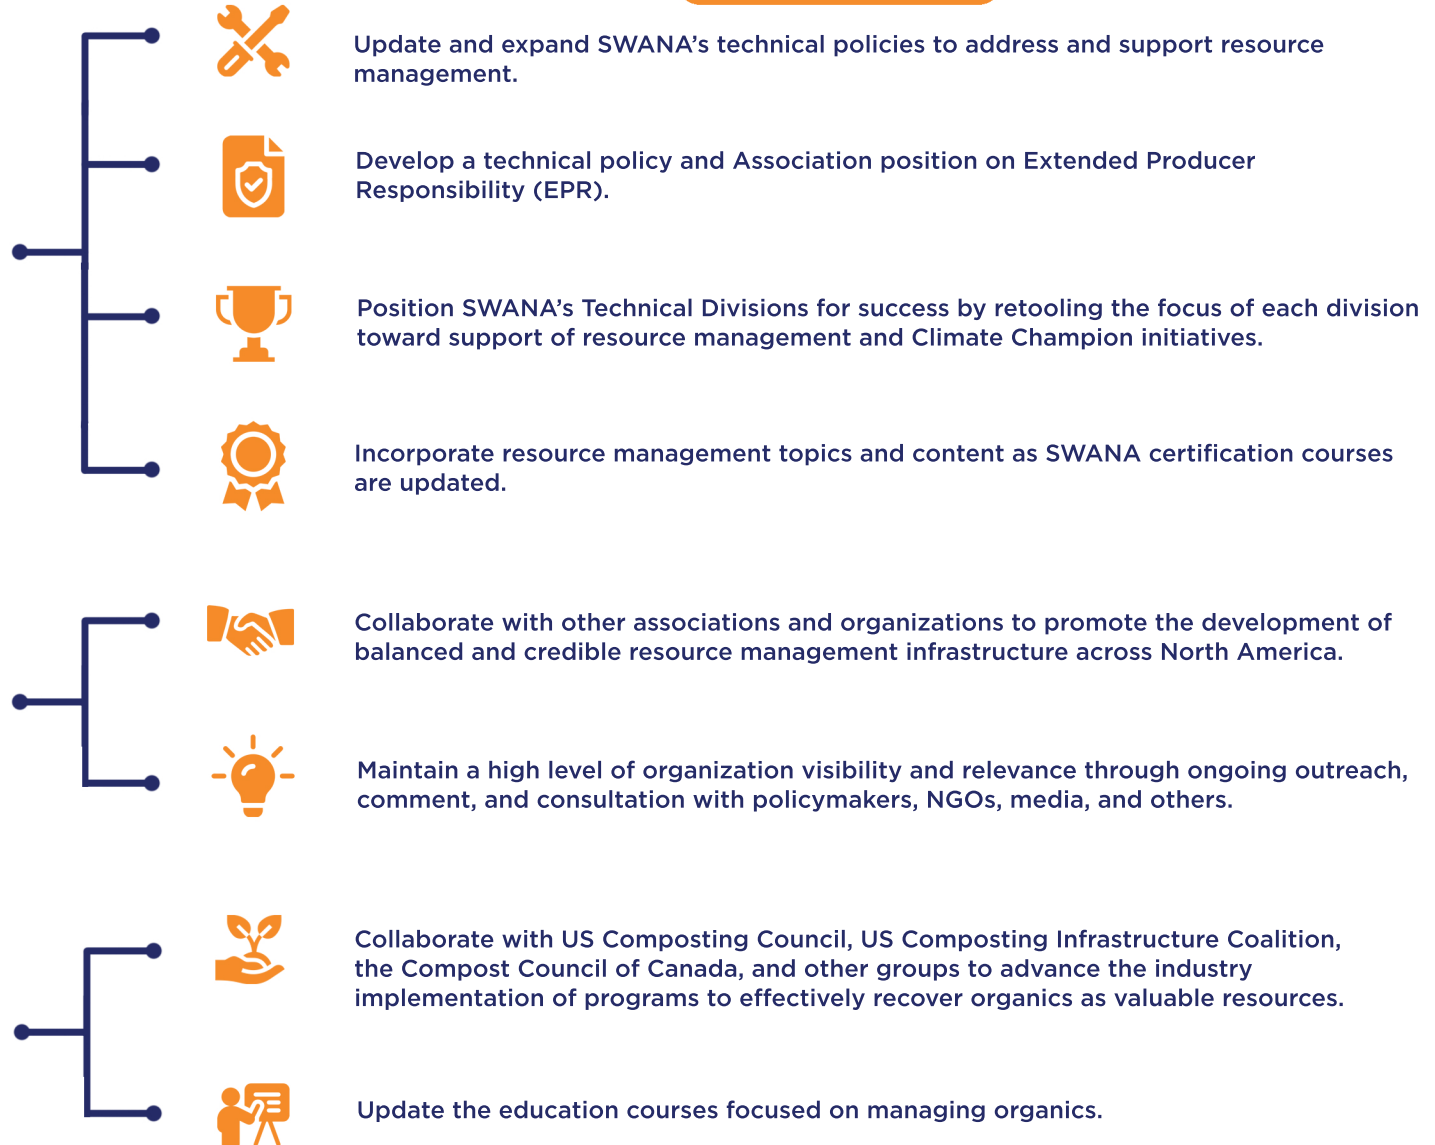 Update and expand SWANA’s technical policies to address and support resource
management.
Develop a technical policy and Association position on Extended Producer
Responsibility (EPR).
Position SWANA’s Technical Divisions for success by retooling the focus of each division
toward support of resource management and Climate Champion initiatives.
Incorporate resource management topics and content as SWANA certification courses
are updated.
Collaborate with other associations and organizations to promote the development of
balanced and credible resource management infrastructure across North America.
Maintain a high level of organization visibility and relevance through ongoing outreach,
comment, and consultation with policymakers, NGOs, media, and others.
Collaborate with US Composting Council, US Composting Infrastructure Coalition,
the Compost Council of Canada, and other groups to advance the industry
implementation of programs to effectively recover organics as valuable resources.
Update the education courses focused on managing organics.